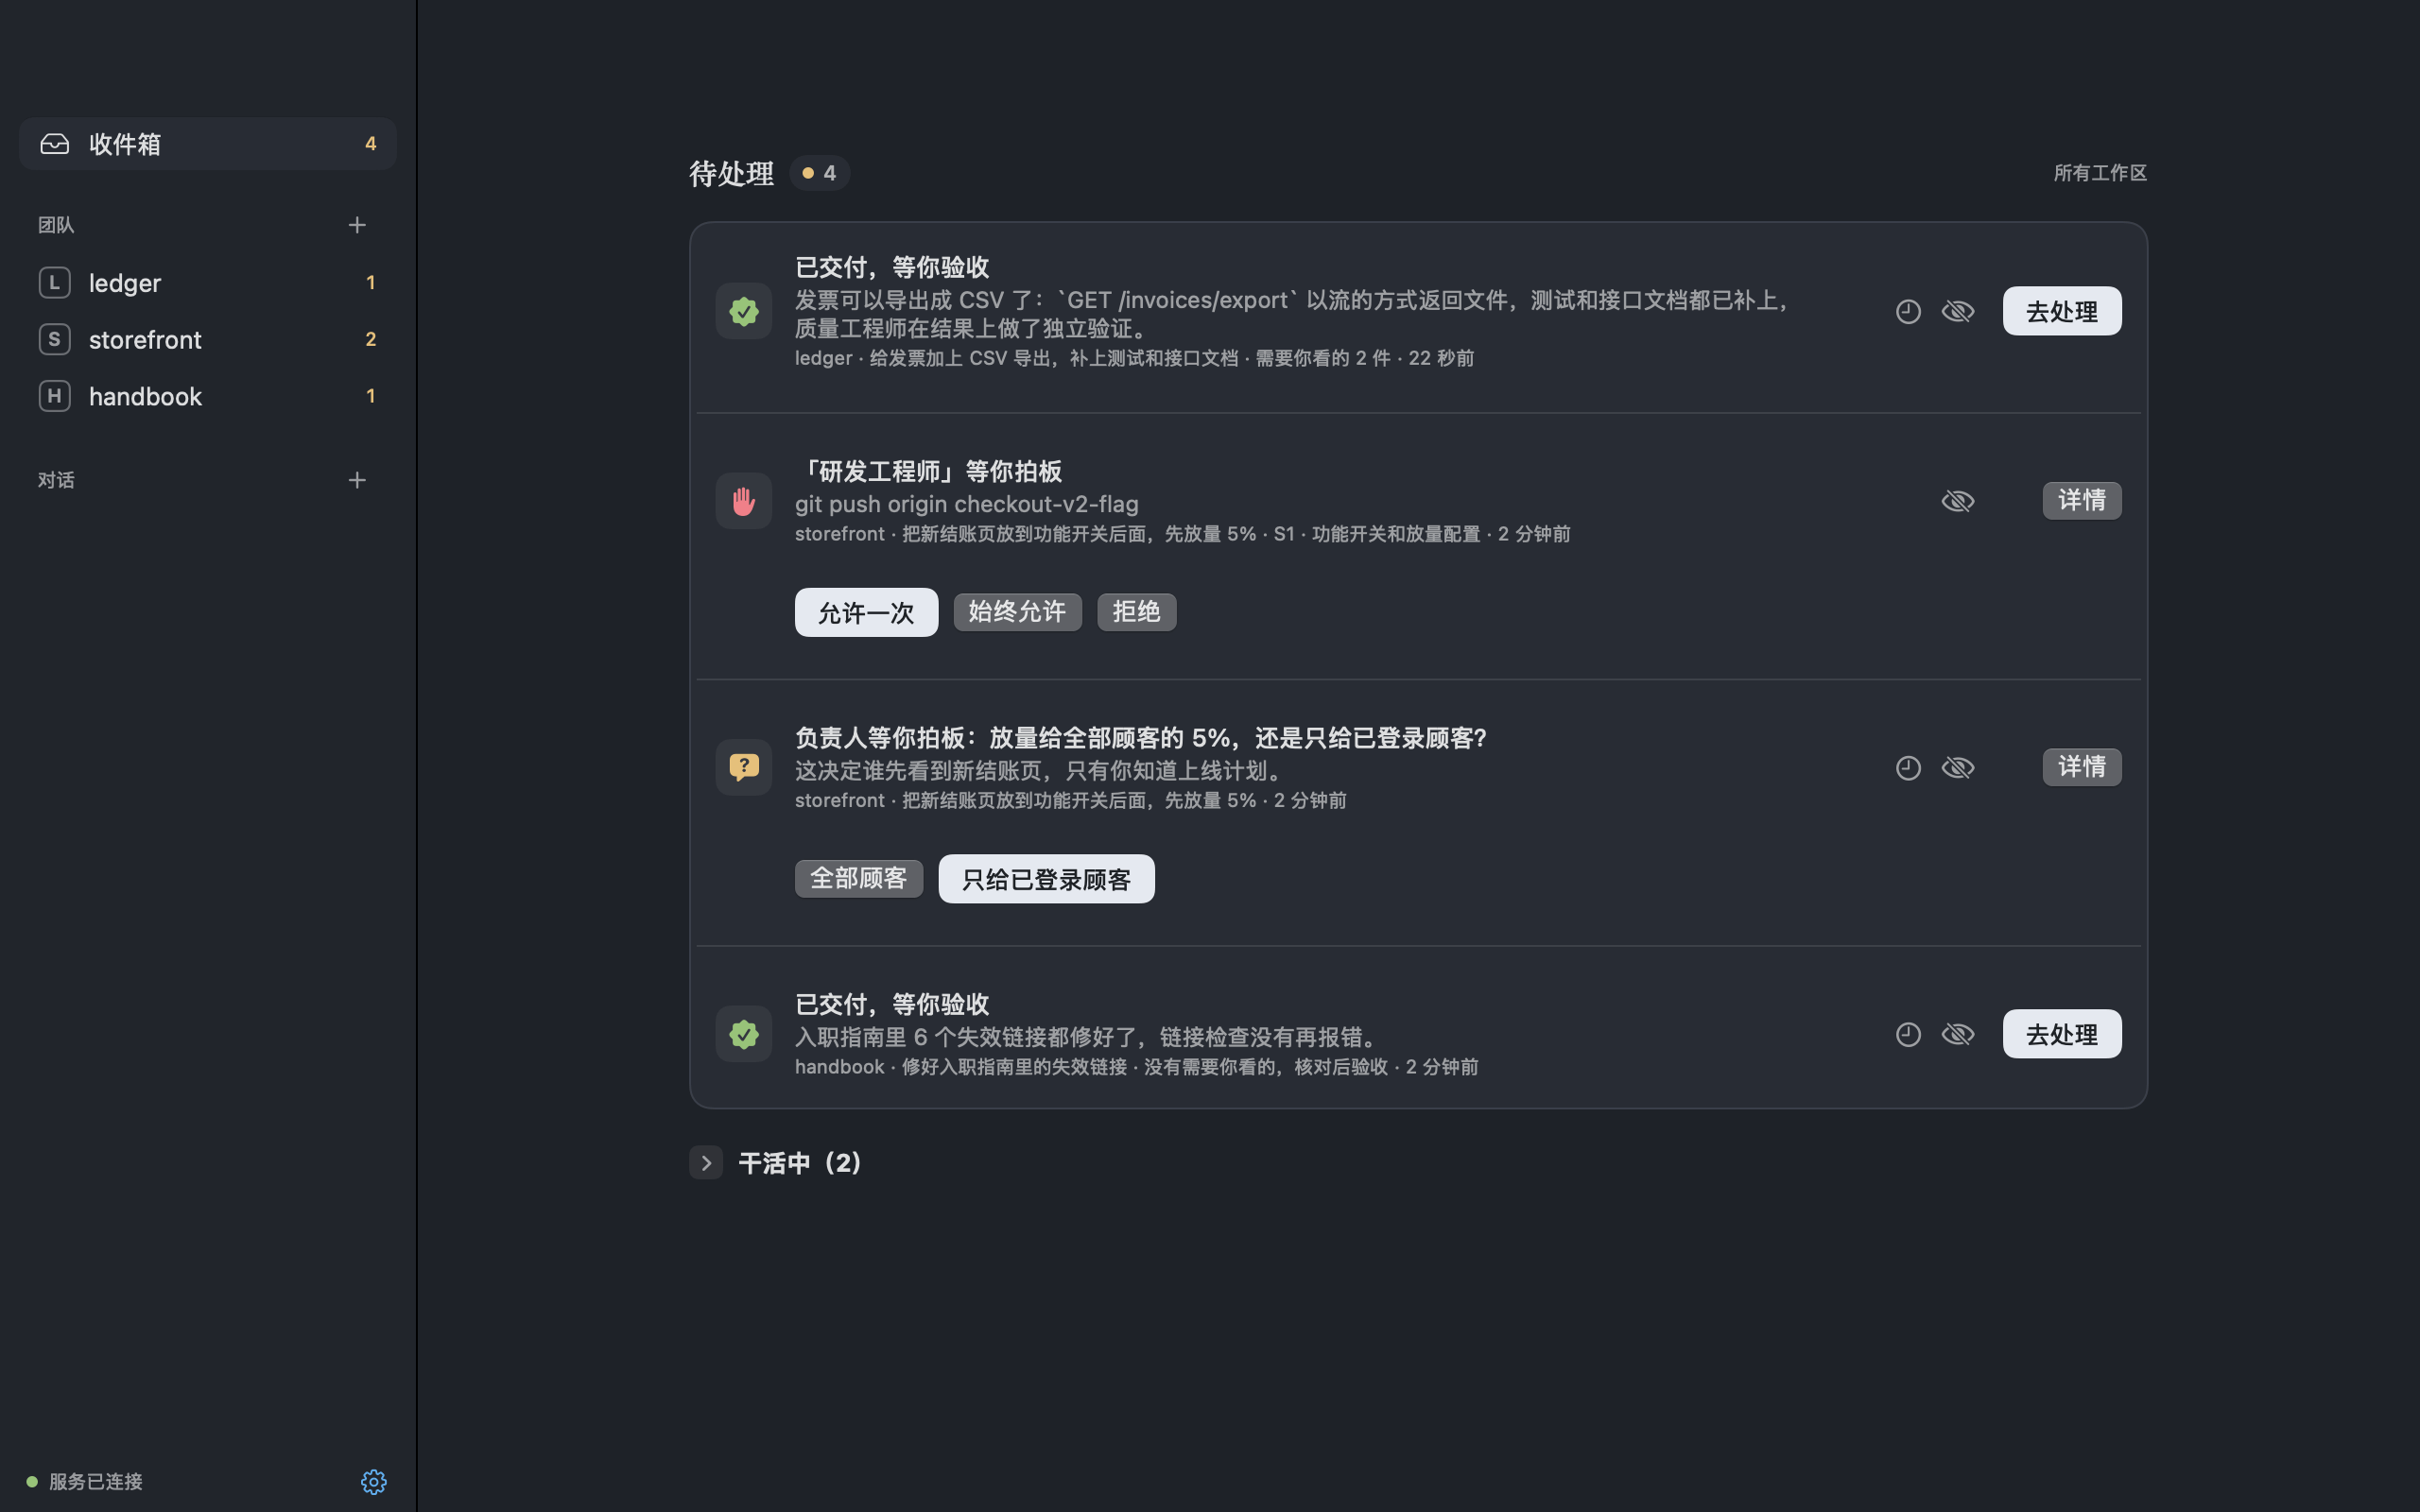 收件箱 4
团队
L ledger 1
S storefront 2
H handbook 1
对话
服务已连接
待处理 4
所有工作区
已交付，等你验收
发票可以导出成 CSV 了：`GET /invoices/export` 以流的方式返回文件，测试和接口文档都已补上，
质量工程师在结果上做了独立验证。
ledger · 给发票加上 CSV 导出，补上测试和接口文档 · 需要你看的 2 件 · 22 秒前
去处理
「研发工程师」等你拍板
git push origin checkout-v2-flag
storefront · 把新结账页放到功能开关后面，先放量 5% · S1 · 功能开关和放量配置 · 2 分钟前
详情
允许一次 始终允许 拒绝
负责人等你拍板：放量给全部顾客的 5%，还是只给已登录顾客？
这决定谁先看到新结账页，只有你知道上线计划。
storefront · 把新结账页放到功能开关后面，先放量 5% · 2 分钟前
详情
全部顾客 只给已登录顾客
已交付，等你验收
入职指南里 6 个失效链接都修好了，链接检查没有再报错。
handbook · 修好入职指南里的失效链接 · 没有需要你看的，核对后验收 · 2 分钟前
去处理
干活中（2）